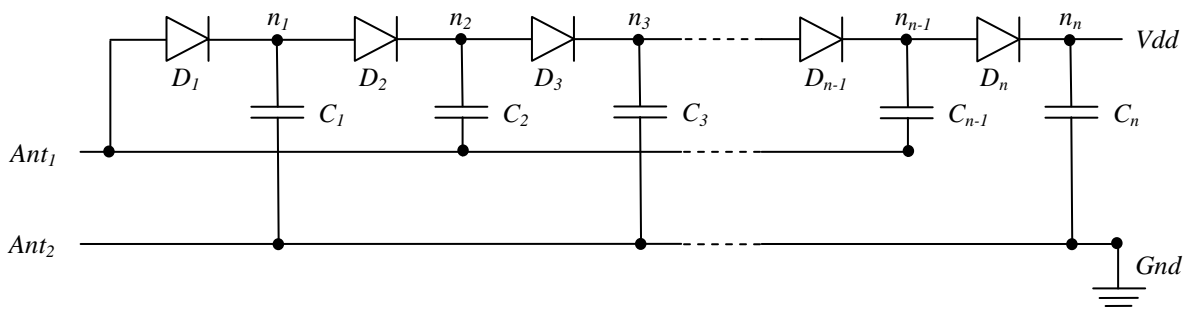 n₁ n₂ n₃ nₙ₋₁ nₙ
Vdd
D₁ D₂ D₃ Dₙ₋₁ Dₙ
C₁ C₂ C₃ Cₙ₋₁ Cₙ
Ant₁
Ant₂
Gnd